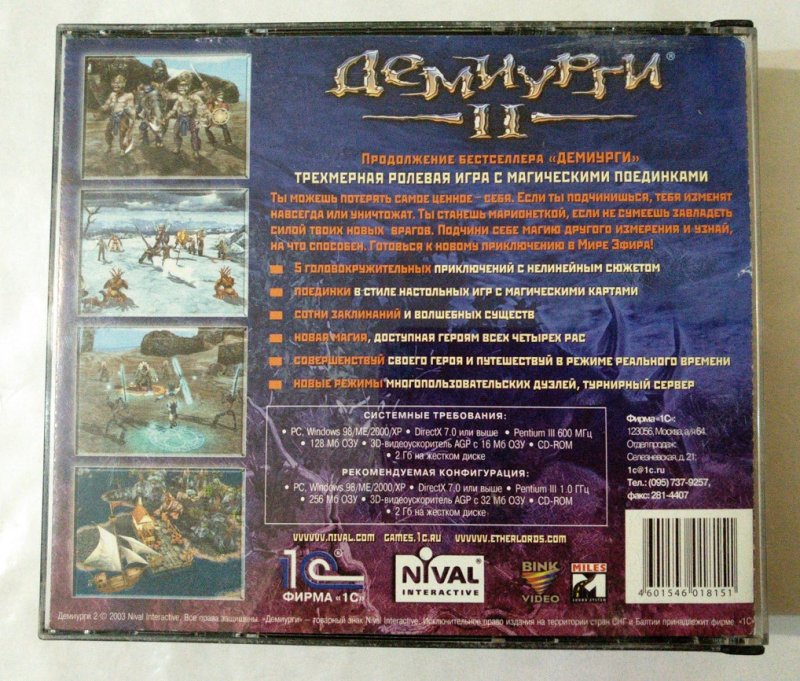 Демиурги®
II
Продолжение бестселлера «ДЕМИУРГИ»
ТРЕХМЕРНАЯ РОЛЕВАЯ ИГРА С МАГИЧЕСКИМИ ПОЕДИНКАМИ
Ты можешь потерять самое ценное – себя. Если ты подчинишься, тебя изменят
навсегда или уничтожат. Ты станешь марионеткой, если не сумеешь завладеть
силой твоих новых врагов. Подчини себе магию другого измерения и узнай,
на что способен. Готовься к новому приключению в Мире Эфира!
5 головокружительных приключений с нелинейным сюжетом
поединки в стиле настольных игр с магическими картами
сотни заклинаний и волшебных существ
новая магия, доступная героям всех четырех рас
совершенствуй своего героя и путешествуй в режиме реального времени
новые режимы многопользовательских дуэлей, турнирный сервер
СИСТЕМНЫЕ ТРЕБОВАНИЯ:
• PC, Windows 98/ME/2000/XP • DirectX 7.0 или выше • Pentium III 600 МГц
• 128 Мб ОЗУ • 3D-видеоускоритель AGP с 16 Мб ОЗУ • CD-ROM
• 2 Гб на жестком диске
РЕКОМЕНДУЕМАЯ КОНФИГУРАЦИЯ:
• PC, Windows 98/ME/2000/XP • DirectX 7.0 или выше • Pentium III 1.0 ГГц
• 256 Мб ОЗУ • 3D-видеоускоритель AGP с 32 Мб ОЗУ • CD-ROM
• 2 Гб на жестком диске
Фирма «1С»:
123056, Москва, а/я 64.
Отдел продаж:
Селезневская, д. 21:
1c@1c.ru
Тел.: (095) 737-9257,
факс: 281-4407
WWW.NIVAL.COM GAMES.1C.RU WWW.ETHERLORDS.COM
1С®
ФИРМА «1С»
NIVAL
INTERACTIVE
BINK
VIDEO
MILES
SOUND SYSTEM
4601546018151
Демиурги 2 © 2003 Nival Interactive. Все права защищены. «Демиурги» – товарный знак Nival Interactive. Исключительное право издания на территории стран СНГ и Балтии принадлежит фирме «1С»